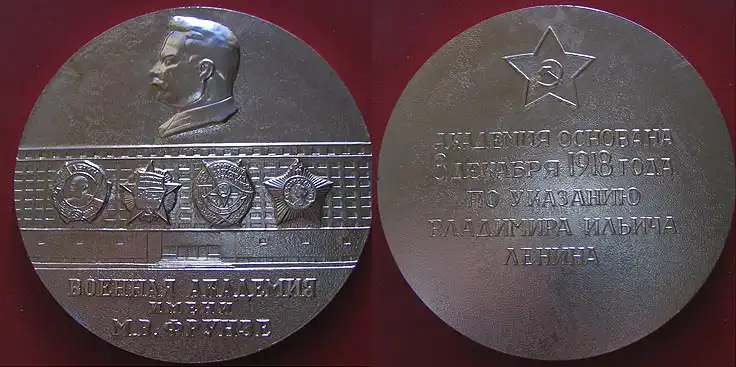 ВОЕННАЯ АКАДЕМИЯ
ИМЕНИ
М.В. ФРУНЗЕ
АКАДЕМИЯ ОСНОВАНА
8 ДЕКАБРЯ 1918 ГОДА
ПО УКАЗАНИЮ
ВЛАДИМИРА ИЛЬИЧА
ЛЕНИНА